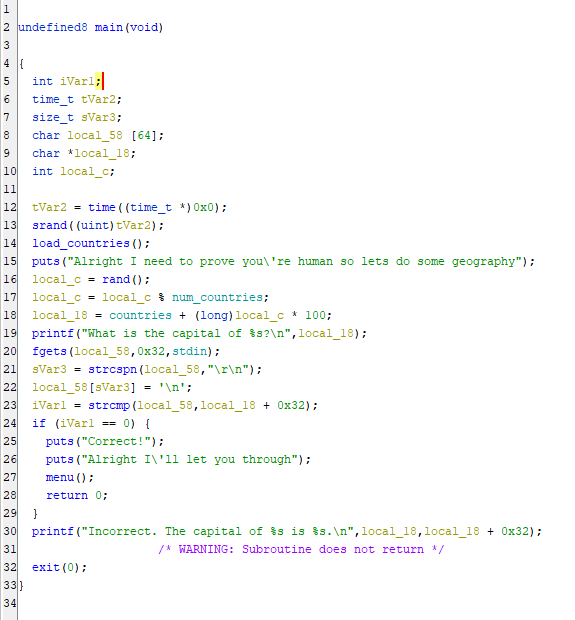 1
2 undefined8 main(void)
3
4 {
5 int iVar1;
6 time_t tVar2;
7 size_t sVar3;
8 char local_58 [64];
9 char *local_18;
10 int local_c;
11
12 tVar2 = time((time_t *)0x0);
13 srand((uint)tVar2);
14 load_countries();
15 puts("Alright I need to prove you\'re human so lets do some geography");
16 local_c = rand();
17 local_c = local_c % num_countries;
18 local_18 = countries + (long)local_c * 100;
19 printf("What is the capital of %s?\n",local_18);
20 fgets(local_58,0x32,stdin);
21 sVar3 = strcspn(local_58,"\r\n");
22 local_58[sVar3] = '\n';
23 iVar1 = strcmp(local_58,local_18 + 0x32);
24 if (iVar1 == 0) {
25 puts("Correct!");
26 puts("Alright I\'ll let you through");
27 menu();
28 return 0;
29 }
30 printf("Incorrect. The capital of %s is %s.\n",local_18,local_18 + 0x32);
31 /* WARNING: Subroutine does not return */
32 exit(0);
33 }
34